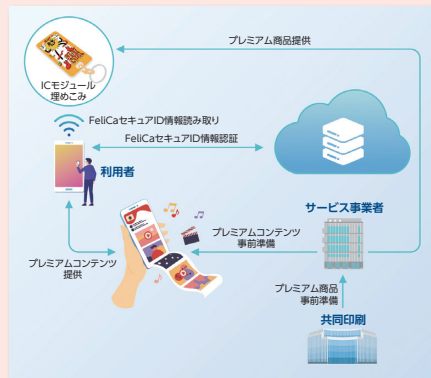 プレミアム商品提供
ICモジュール
埋めこみ
FeliCaセキュアID情報読み取り
FeliCaセキュアID情報認証
利用者
サービス事業者
プレミアムコンテンツ
事前準備
プレミアムコンテンツ
提供
プレミアム商品
事前準備
共同印刷